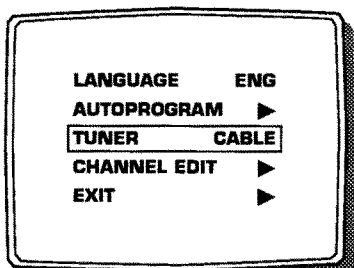 LANGUAGE ENG
AUTOPROGRAM ▶
TUNER CABLE
CHANNEL EDIT ▶
EXIT ▶